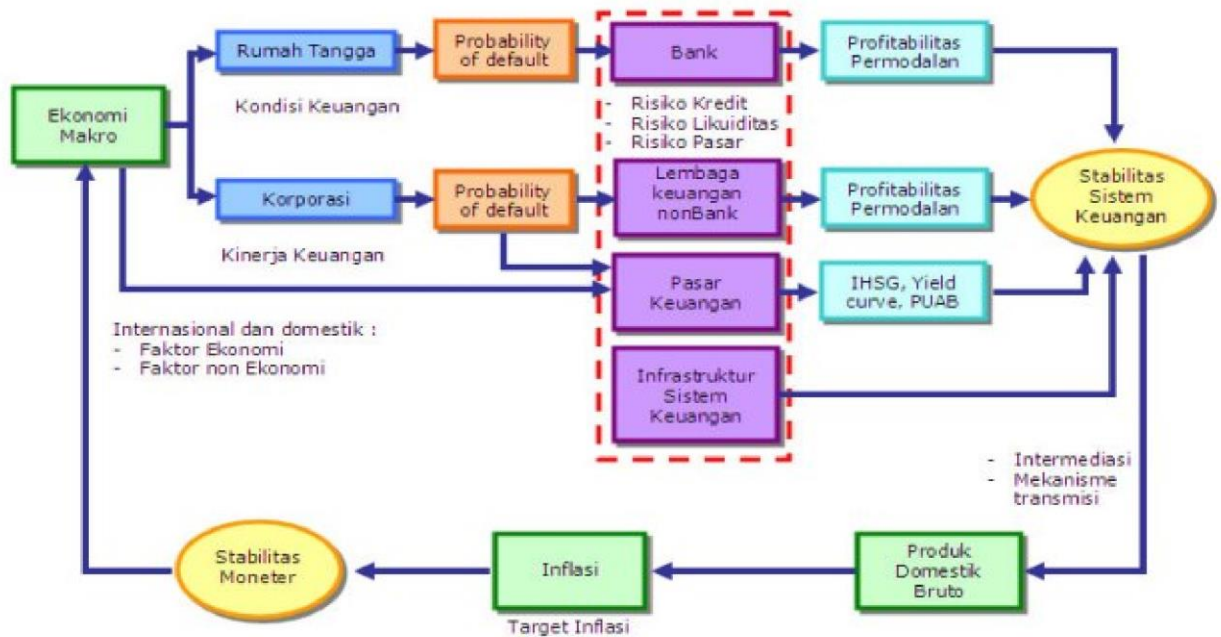 Rumah Tangga
Probability
of default
Bank
Profitabilitas
Permodalan
Ekonomi
Makro
Kondisi Keuangan
- Risiko Kredit
- Risiko Likuiditas
- Risiko Pasar
Korporasi
Probability
of default
Lembaga
keuangan
nonBank
Profitabilitas
Permodalan
Stabilitas
Sistem
Keuangan
Kinerja Keuangan
Pasar
Keuangan
IHSG, Yield
curve, PUAB
Internasional dan domestik :
- Faktor Ekonomi
- Faktor non Ekonomi
Infrastruktur
Sistem
Keuangan
- Intermediasi
- Mekanisme
transmisi
Stabilitas
Moneter
Inflasi
Produk
Domestik
Bruto
Target Inflasi